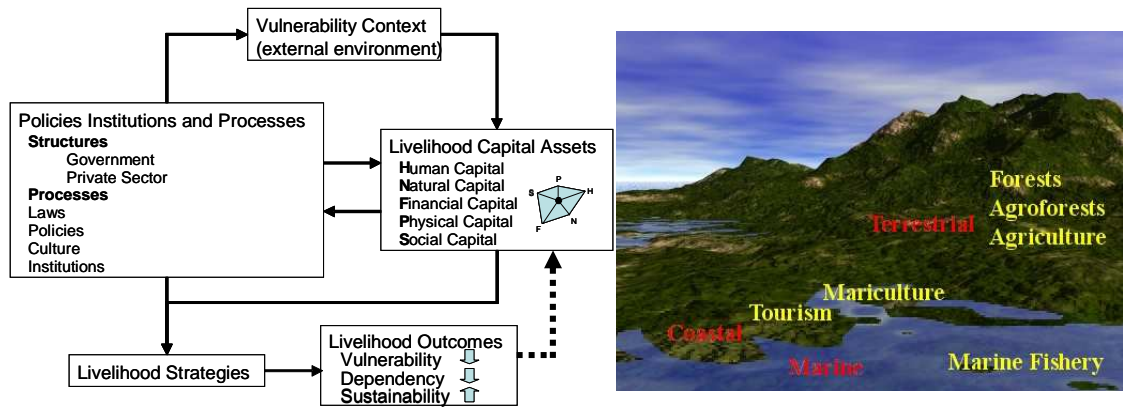 Vulnerability Context
(external environment)
Policies Institutions and Processes
Structures
Government
Private Sector
Processes
Laws
Policies
Culture
Institutions
Livelihood Capital Assets
Human Capital
Natural Capital
Financial Capital
Physical Capital
Social Capital
P
S
H
N
F
Livelihood Strategies
Livelihood Outcomes
Vulnerability
Dependency
Sustainability
Forests
Agroforests
Agriculture
Terrestrial
Mariculture
Tourism
Coastal
Marine
Marine Fishery